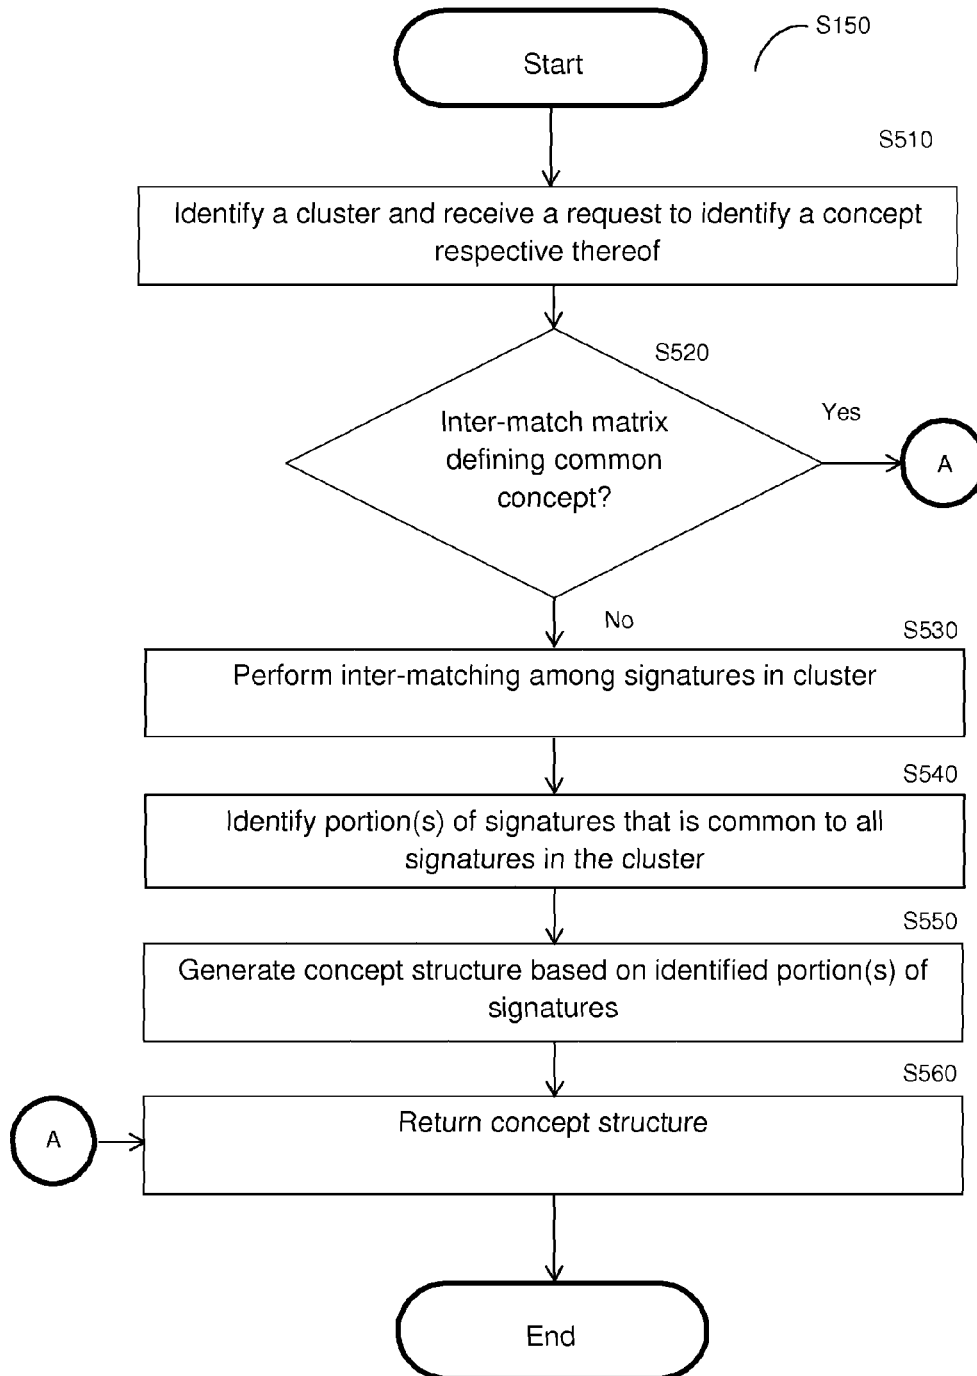 S150
Start
S510
Identify a cluster and receive a request to identify a concept
respective thereof
S520
Inter-match matrix
defining common
concept?
Yes
A
No
S530
Perform inter-matching among signatures in cluster
S540
Identify portion(s) of signatures that is common to all
signatures in the cluster
S550
Generate concept structure based on identified portion(s) of
signatures
S560
A
Return concept structure
End